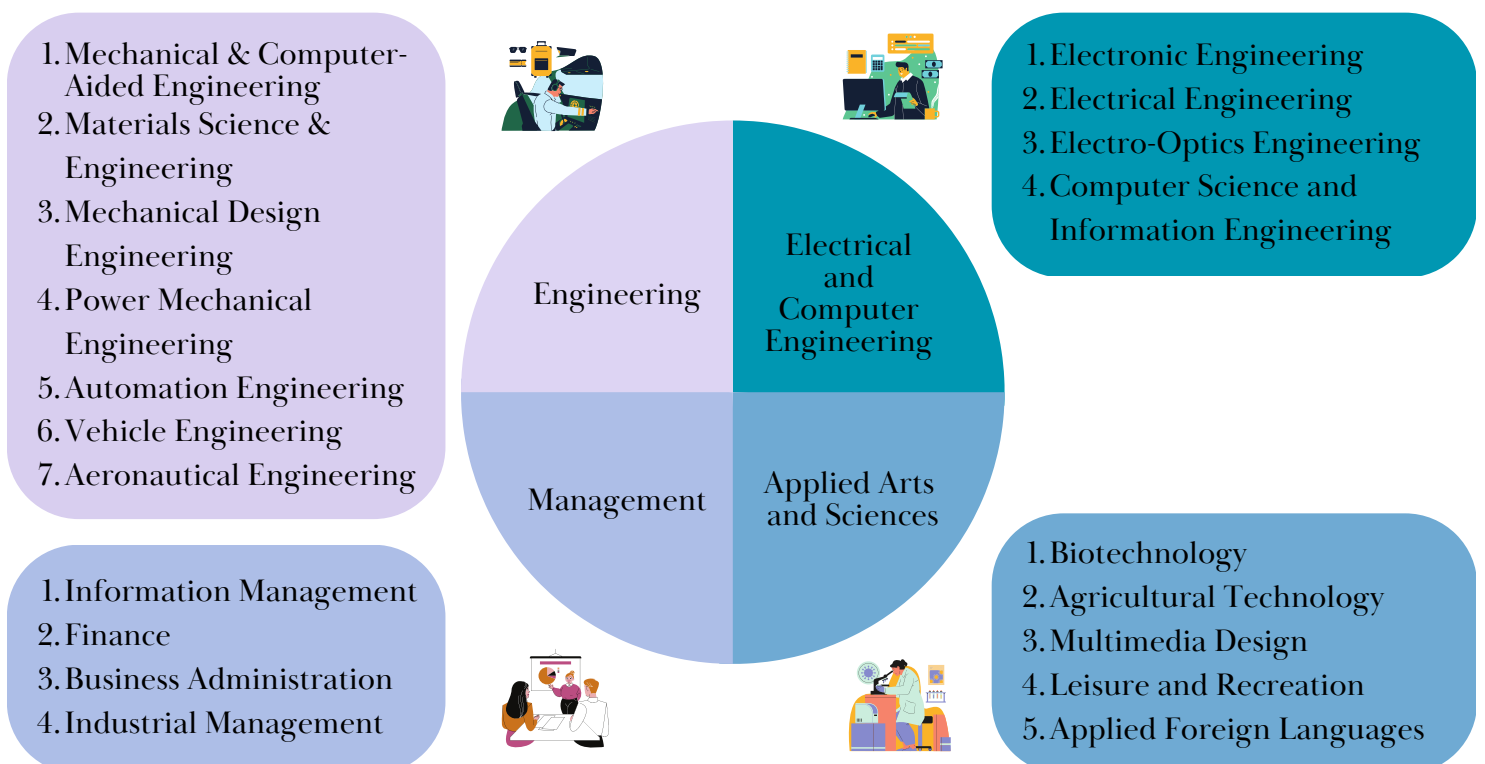 1. Mechanical & Computer-
Aided Engineering
2. Materials Science &
Engineering
3. Mechanical Design
Engineering
4. Power Mechanical
Engineering
5. Automation Engineering
6. Vehicle Engineering
7. Aeronautical Engineering
1. Electronic Engineering
2. Electrical Engineering
3. Electro-Optics Engineering
4. Computer Science and
Information Engineering
Engineering
Electrical
and
Computer
Engineering
Management
Applied Arts
and Sciences
1. Information Management
2. Finance
3. Business Administration
4. Industrial Management
1. Biotechnology
2. Agricultural Technology
3. Multimedia Design
4. Leisure and Recreation
5. Applied Foreign Languages